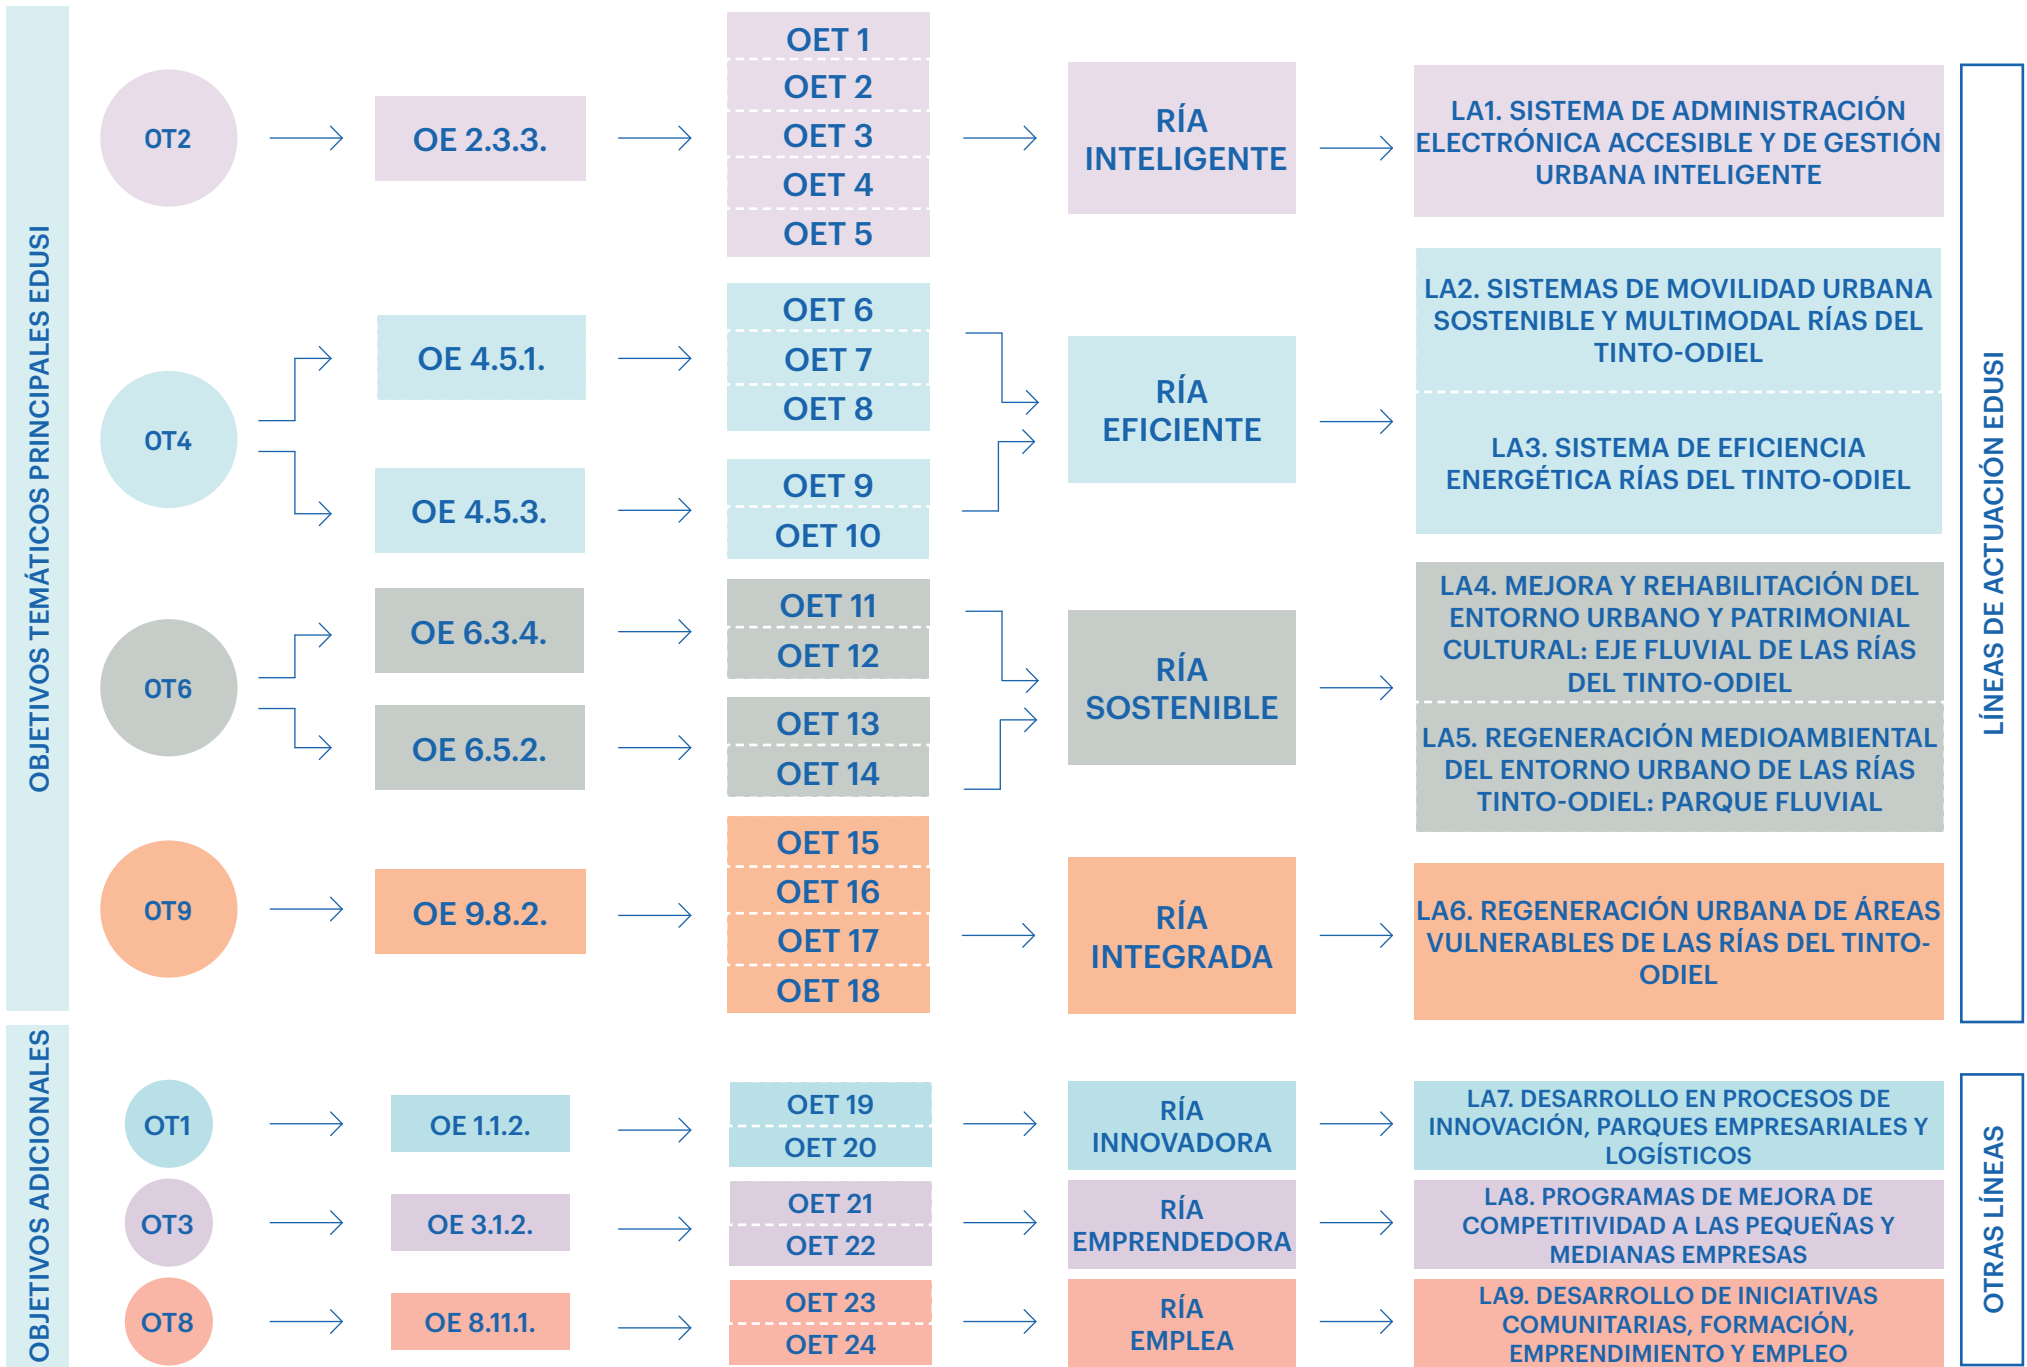 OBJETIVOS TEMÁTICOS PRINCIPALES EDUSI
OT2
OE 2.3.3.
OET 1
OET 2
OET 3
OET 4
OET 5
RÍA
INTELIGENTE
LA1. SISTEMA DE ADMINISTRACIÓN
ELECTRÓNICA ACCESIBLE Y DE GESTIÓN
URBANA INTELIGENTE
OT4
OE 4.5.1.
OET 6
OET 7
OET 8
OE 4.5.3.
OET 9
OET 10
RÍA
EFICIENTE
LA2. SISTEMAS DE MOVILIDAD URBANA
SOSTENIBLE Y MULTIMODAL RÍAS DEL
TINTO-ODIEL
LA3. SISTEMA DE EFICIENCIA
ENERGÉTICA RÍAS DEL TINTO-ODIEL
OT6
OE 6.3.4.
OET 11
OET 12
OE 6.5.2.
OET 13
OET 14
RÍA
SOSTENIBLE
LA4. MEJORA Y REHABILITACIÓN DEL
ENTORNO URBANO Y PATRIMONIAL
CULTURAL: EJE FLUVIAL DE LAS RÍAS
DEL TINTO-ODIEL
LA5. REGENERACIÓN MEDIOAMBIENTAL
DEL ENTORNO URBANO DE LAS RÍAS
TINTO-ODIEL: PARQUE FLUVIAL
OT9
OE 9.8.2.
OET 15
OET 16
OET 17
OET 18
RÍA
INTEGRADA
LA6. REGENERACIÓN URBANA DE ÁREAS
VULNERABLES DE LAS RÍAS DEL TINTO-
ODIEL
LÍNEAS DE ACTUACIÓN EDUSI
OBJETIVOS ADICIONALES
OT1
OE 1.1.2.
OET 19
OET 20
RÍA
INNOVADORA
LA7. DESARROLLO EN PROCESOS DE
INNOVACIÓN, PARQUES EMPRESARIALES Y
LOGÍSTICOS
OT3
OE 3.1.2.
OET 21
OET 22
RÍA
EMPRENDEDORA
LA8. PROGRAMAS DE MEJORA DE
COMPETITIVIDAD A LAS PEQUEÑAS Y
MEDIANAS EMPRESAS
OT8
OE 8.11.1.
OET 23
OET 24
RÍA
EMPLEA
LA9. DESARROLLO DE INICIATIVAS
COMUNITARIAS, FORMACIÓN,
EMPRENDIMIENTO Y EMPLEO
OTRAS LÍNEAS